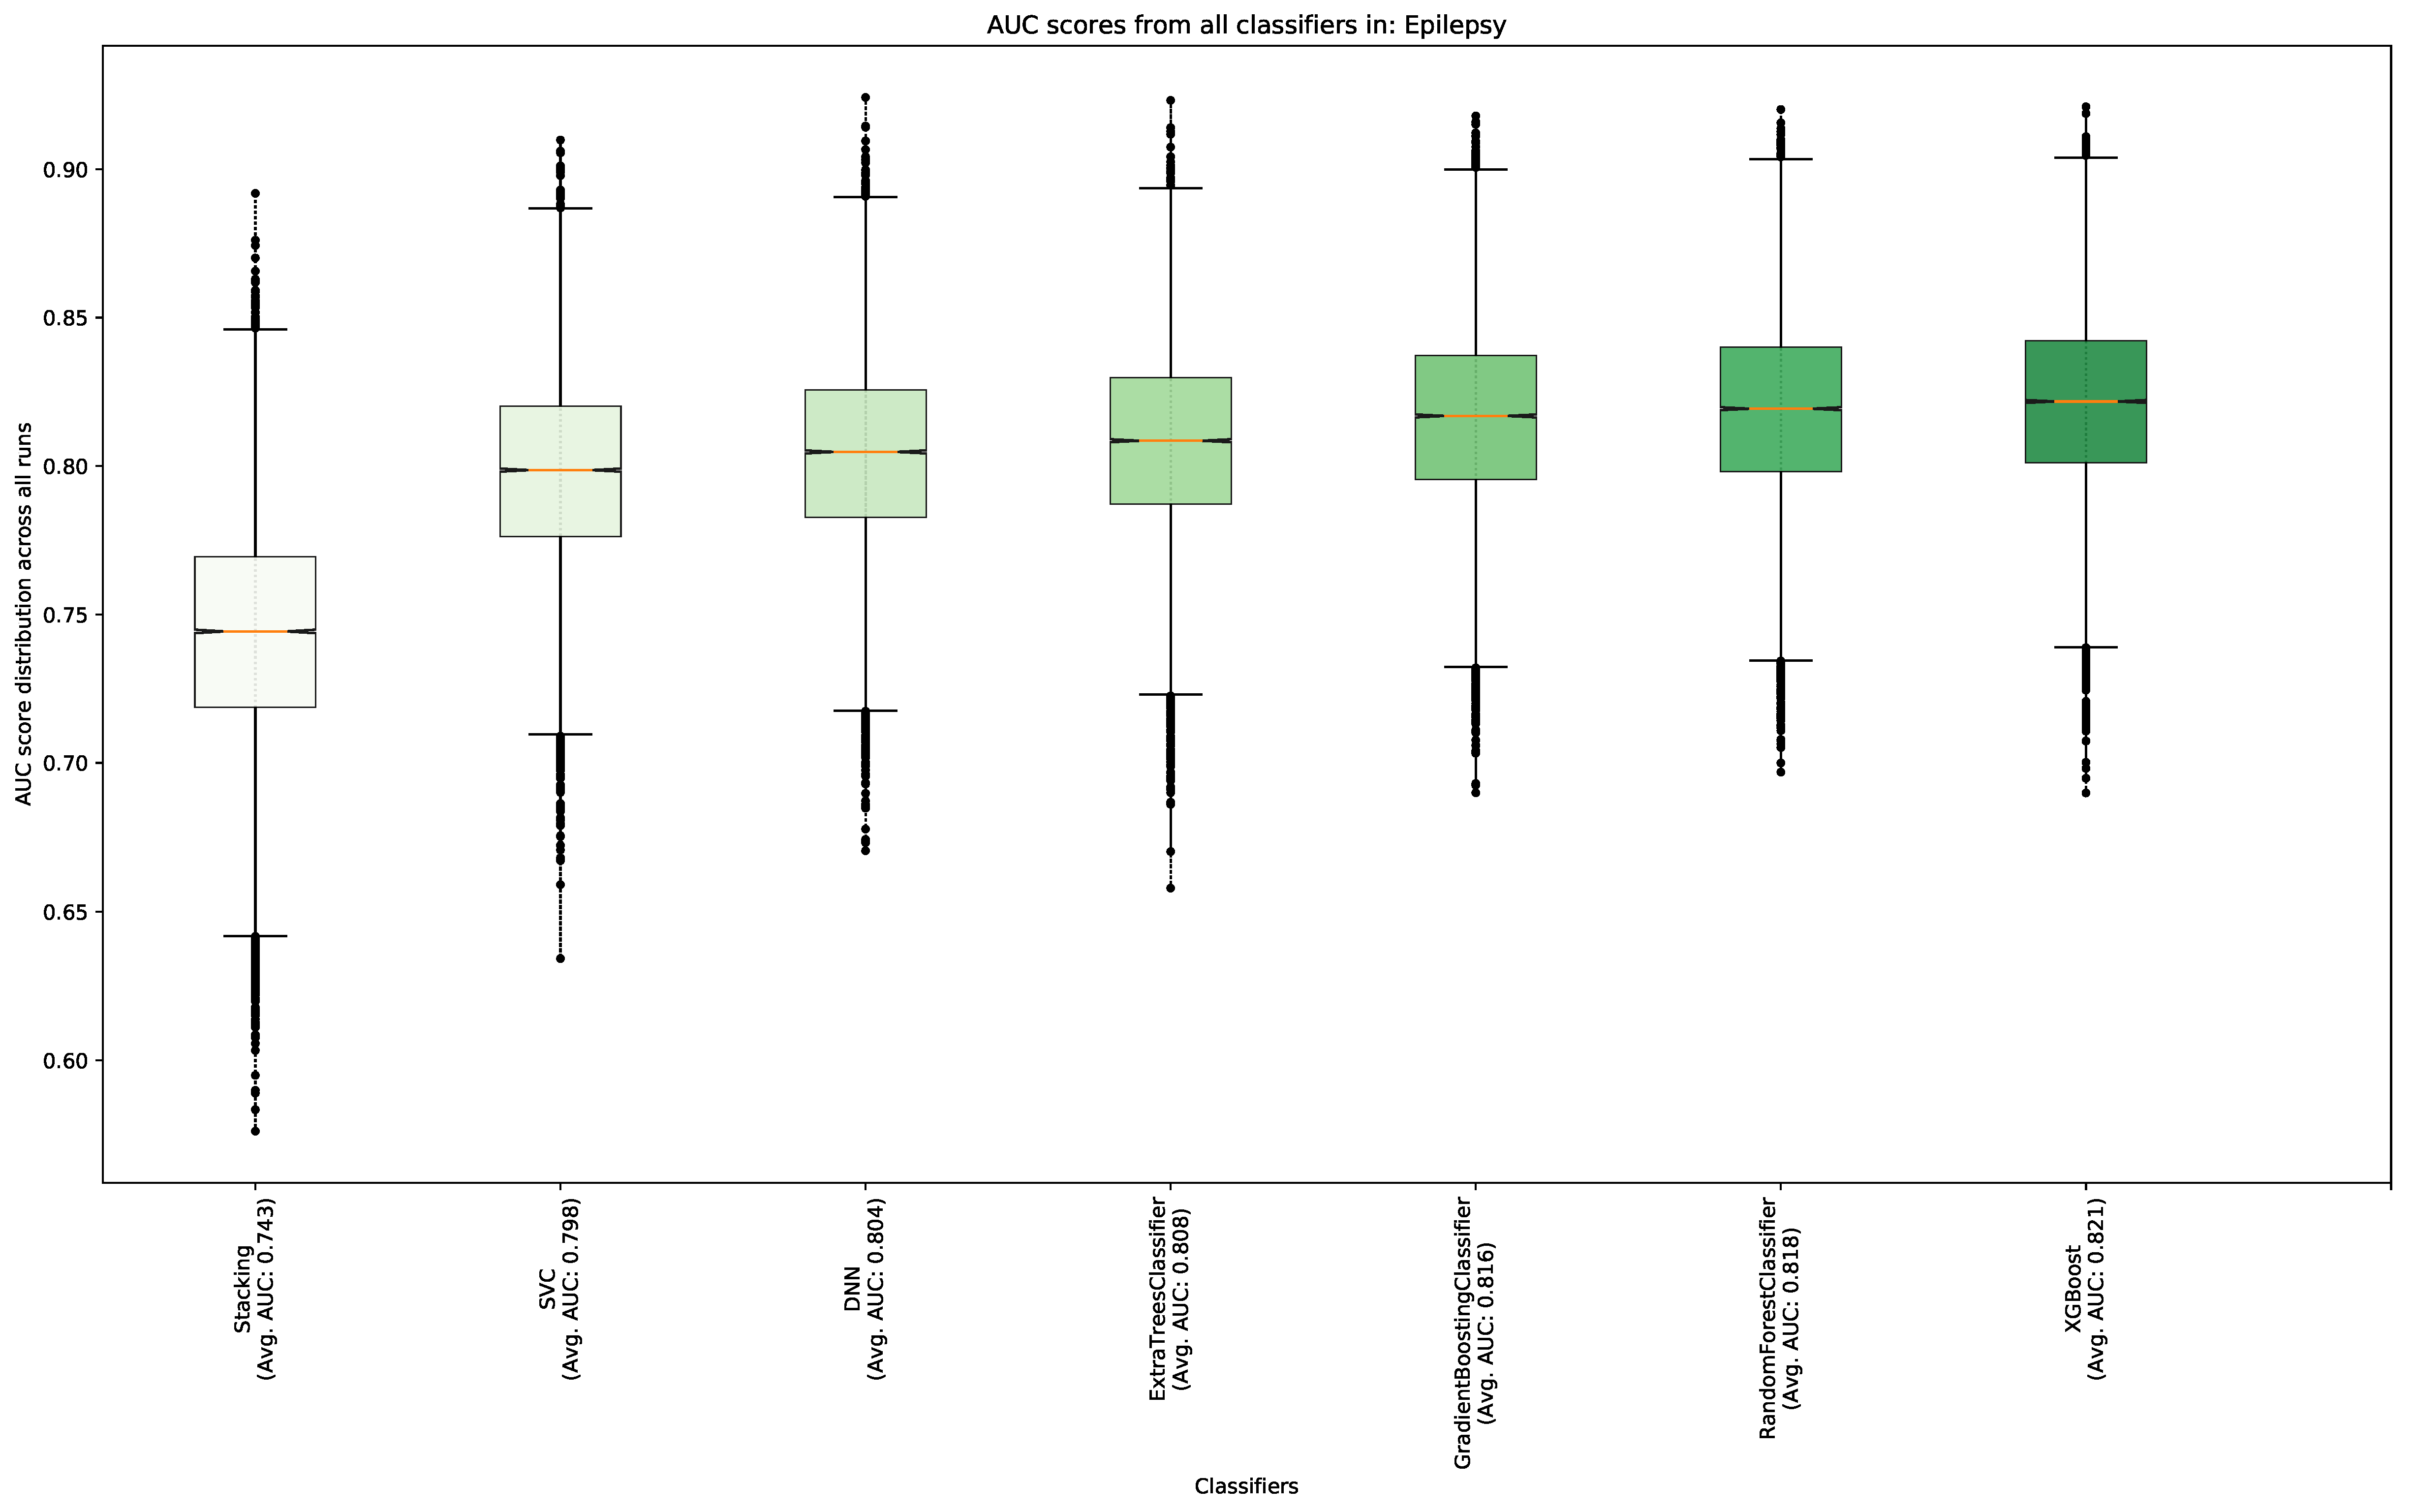 AUC scores from all classifiers in: Epilepsy
AUC score distribution across all runs
0.90
0.85
0.80
0.75
0.70
0.65
0.60
Stacking
(Avg. AUC: 0.743)
SVC
(Avg. AUC: 0.798)
DNN
(Avg. AUC: 0.804)
ExtraTreesClassifier
(Avg. AUC: 0.808)
GradientBoostingClassifier
(Avg. AUC: 0.816)
RandomForestClassifier
(Avg. AUC: 0.818)
XGBoost
(Avg. AUC: 0.821)
Classifiers